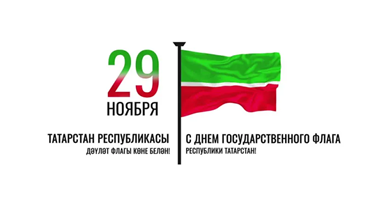 29
НОЯБРЯ
ТАТАРСТАН РЕСПУБЛИКАСЫ
ДӘҮЛӘТ ФЛАГЫ КӨНЕ БЕЛӘН!
С ДНЕМ ГОСУДАРСТВЕННОГО ФЛАГА
РЕСПУБЛИКИ ТАТАРСТАН!